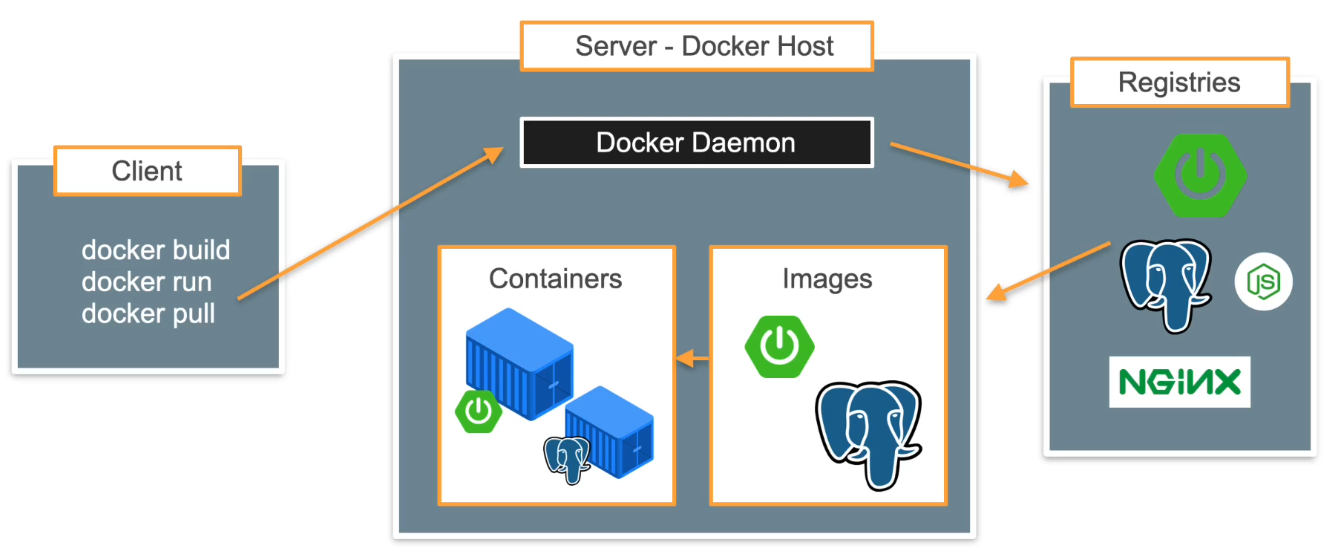 Client
docker build
docker run
docker pull
Server - Docker Host
Docker Daemon
Containers
Images
Registries
JS
NGINX